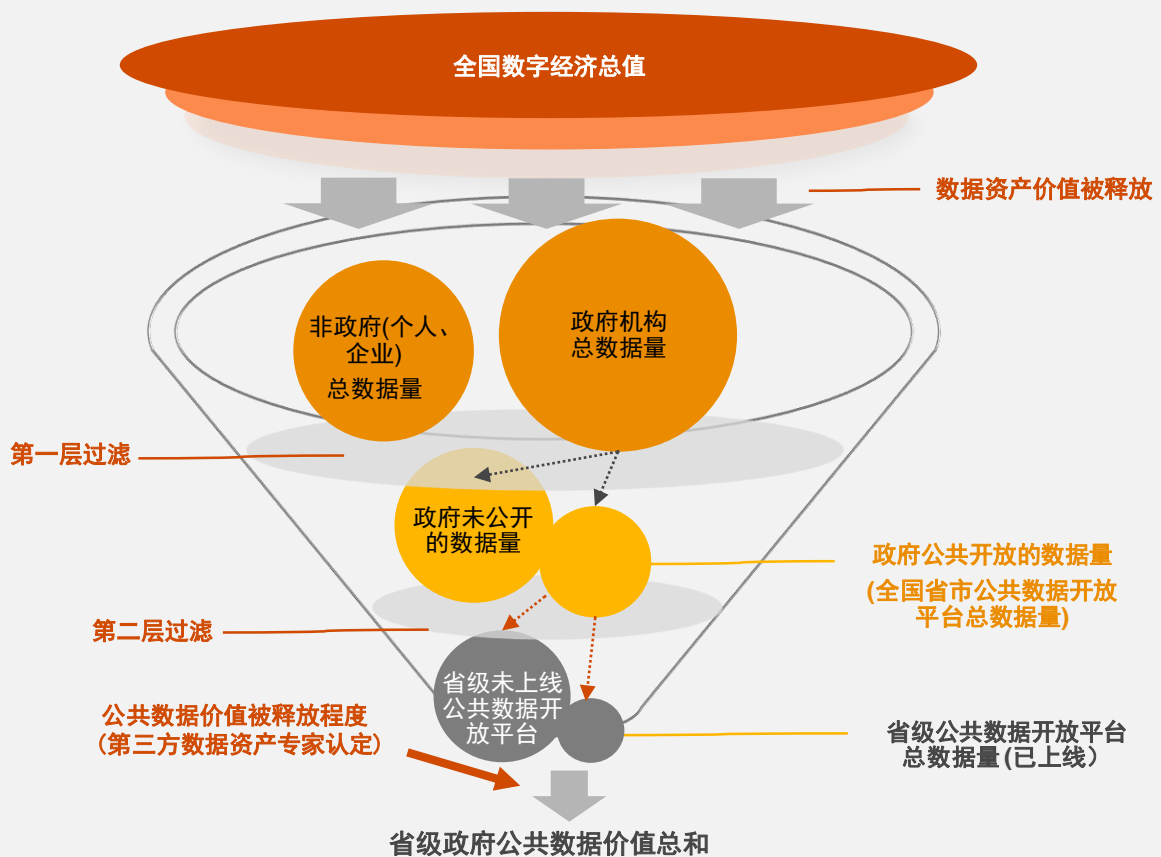 全国数字经济总值
数据资产价值被释放
非政府(个人、
企业)
总数据量
政府机构
总数据量
第一层过滤
政府未公开
的数据量
政府公共开放的数据量
(全国省市公共数据开放
平台总数据量)
第二层过滤
省级未上线
公共数据开
放平台
公共数据价值被释放程度
（第三方数据资产专家认定）
省级公共数据开放平台
总数据量(已上线）
省级政府公共数据价值总和